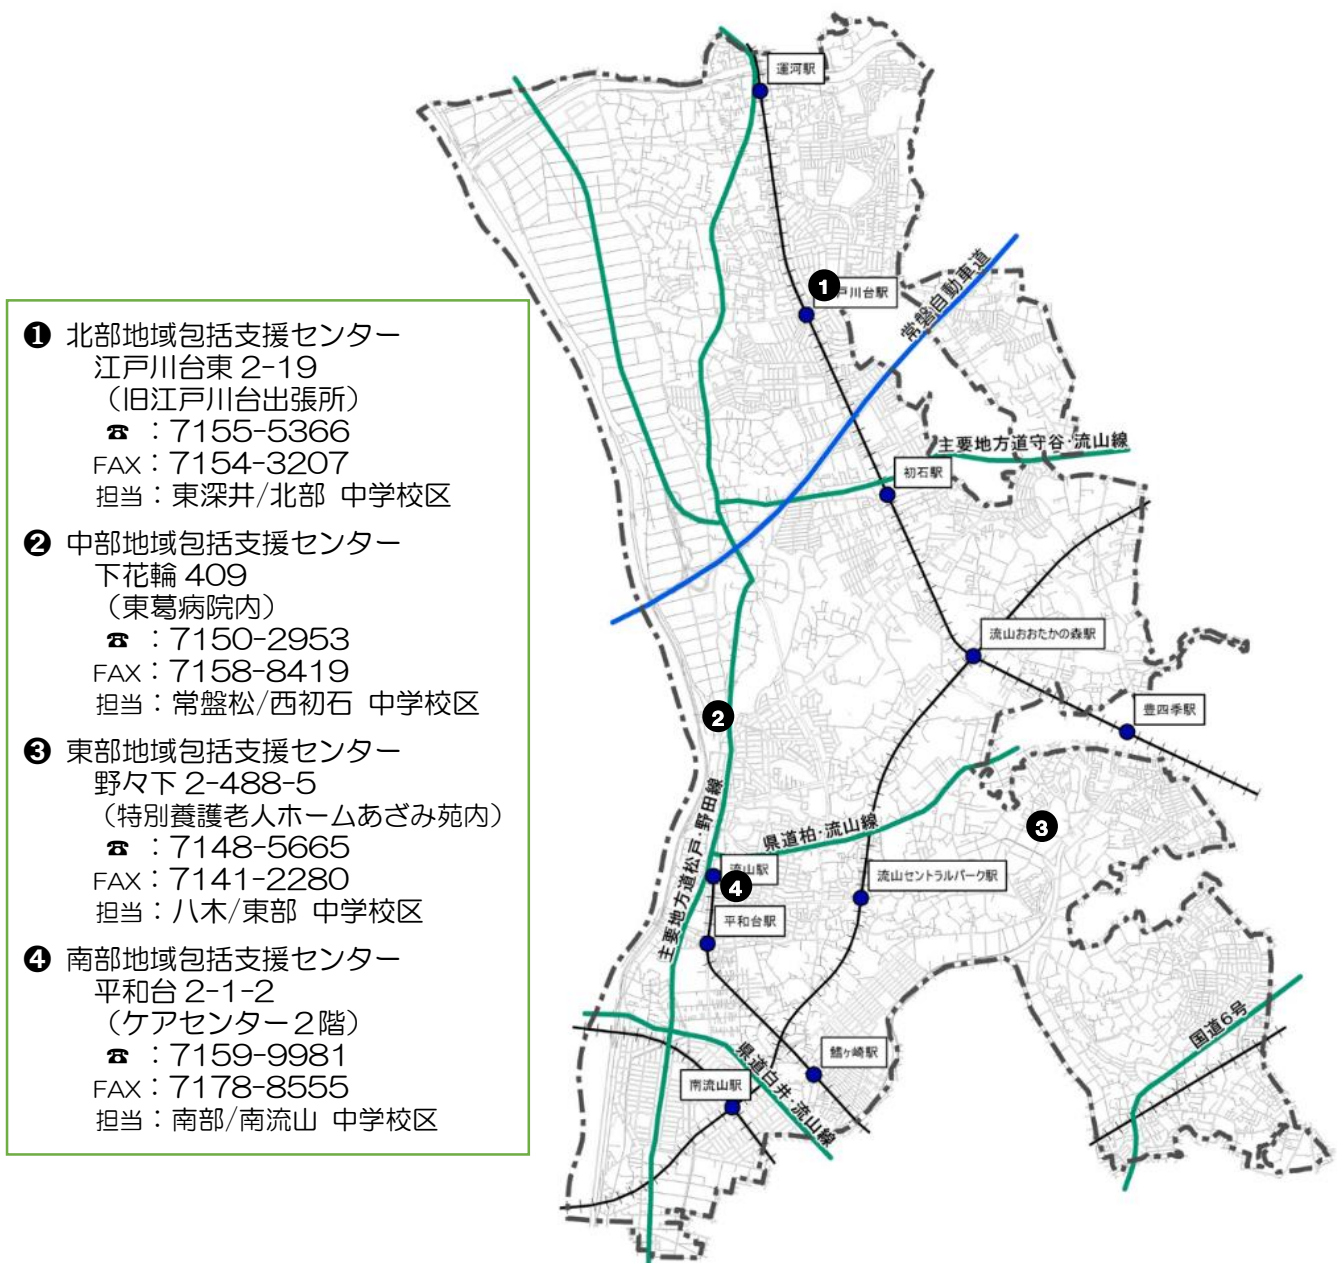 ❶ 北部地域包括支援センター
江戸川台東 2-19
（旧江戸川台出張所）
☎ ：7155-5366
FAX：7154-3207
担当：東深井/北部 中学校区
❷ 中部地域包括支援センター
下花輪 409
（東葛病院内）
☎ ：7150-2953
FAX：7158-8419
担当：常盤松/西初石 中学校区
❸ 東部地域包括支援センター
野々下 2-488-5
（特別養護老人ホームあざみ苑内）
☎ ：7148-5665
FAX：7141-2280
担当：八木/東部 中学校区
❹ 南部地域包括支援センター
平和台 2-1-2
（ケアセンター２階）
☎ ：7159-9981
FAX：7178-8555
担当：南部/南流山 中学校区
運河駅
❶
戸川台駅
常磐自動車道
主要地方道守谷・流山線
初石駅
流山おおたかの森駅
豊四季駅
❷
主要地方道松戸・野田線
県道柏・流山線
❸
流山駅
❹
流山セントラルパーク駅
平和台駅
国道6号
鰭ヶ崎駅
県道白井・流山線
南流山駅